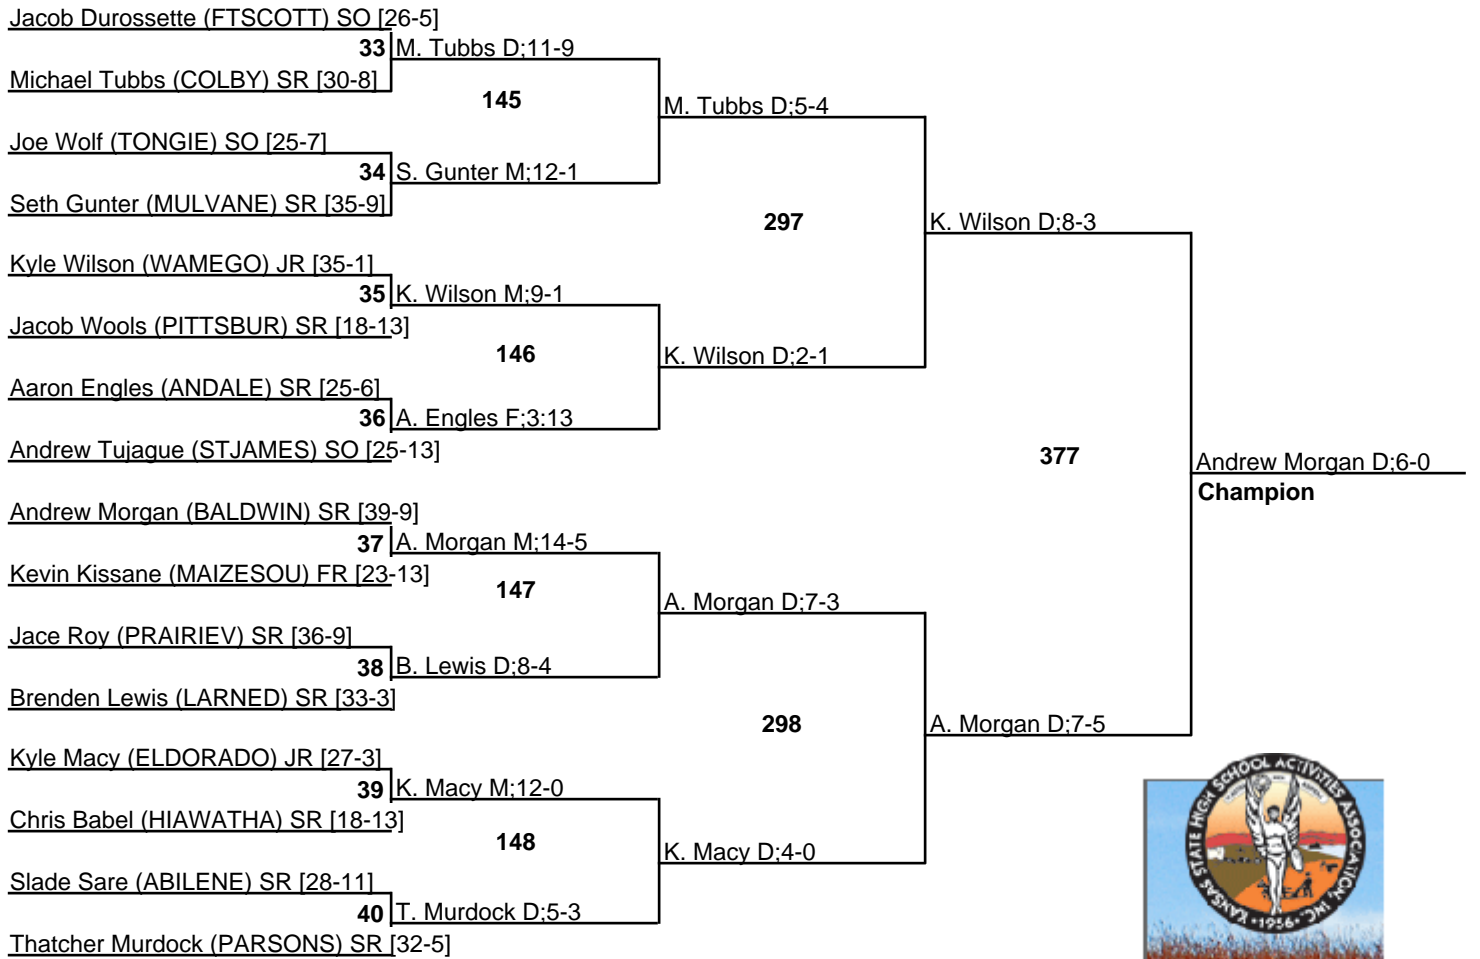 Jacob Durossette (FTSCOTT) SO [26-5]
33 M. Tubbs D;11-9
Michael Tubbs (COLBY) SR [30-8]
145
M. Tubbs D;5-4
Joe Wolf (TONGIE) SO [25-7]
34 S. Gunter M;12-1
Seth Gunter (MULVANE) SR [35-9]
297
K. Wilson D;8-3
Kyle Wilson (WAMEGO) JR [35-1]
35 K. Wilson M;9-1
Jacob Wools (PITTSBUR) SR [18-13]
146
K. Wilson D;2-1
Aaron Engles (ANDALE) SR [25-6]
36 A. Engles F;3:13
Andrew Tujague (STJAMES) SO [25-13]
377
Andrew Morgan D;6-0
Champion
Andrew Morgan (BALDWIN) SR [39-9]
37 A. Morgan M;14-5
Kevin Kissane (MAIZESOU) FR [23-13]
147
A. Morgan D;7-3
Jace Roy (PRAIRIEV) SR [36-9]
38 B. Lewis D;8-4
Brenden Lewis (LARNED) SR [33-3]
298
A. Morgan D;7-5
Kyle Macy (ELDORADO) JR [27-3]
39 K. Macy M;12-0
Chris Babel (HIAWATHA) SR [18-13]
148
K. Macy D;4-0
Slade Sare (ABILENE) SR [28-11]
40 T. Murdock D;5-3
Thatcher Murdock (PARSONS) SR [32-5]
KANSAS STATE HIGH SCHOOL ACTIVITIES ASSOCIATION, INC.
•1956•